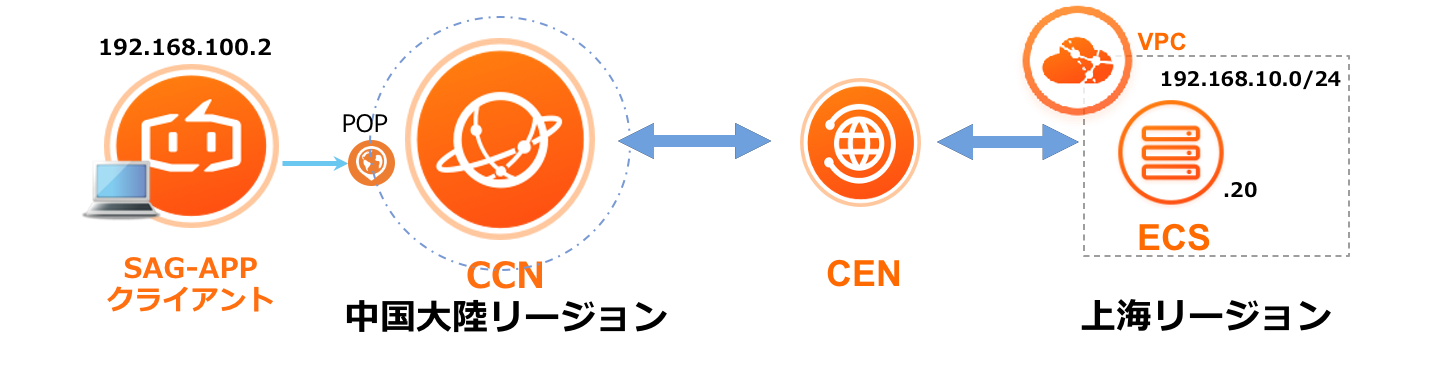 192.168.100.2
SAG-APP
クライアント
POP
CCN
中国大陸リージョン
CEN
VPC
192.168.10.0/24
.20
ECS
上海リージョン